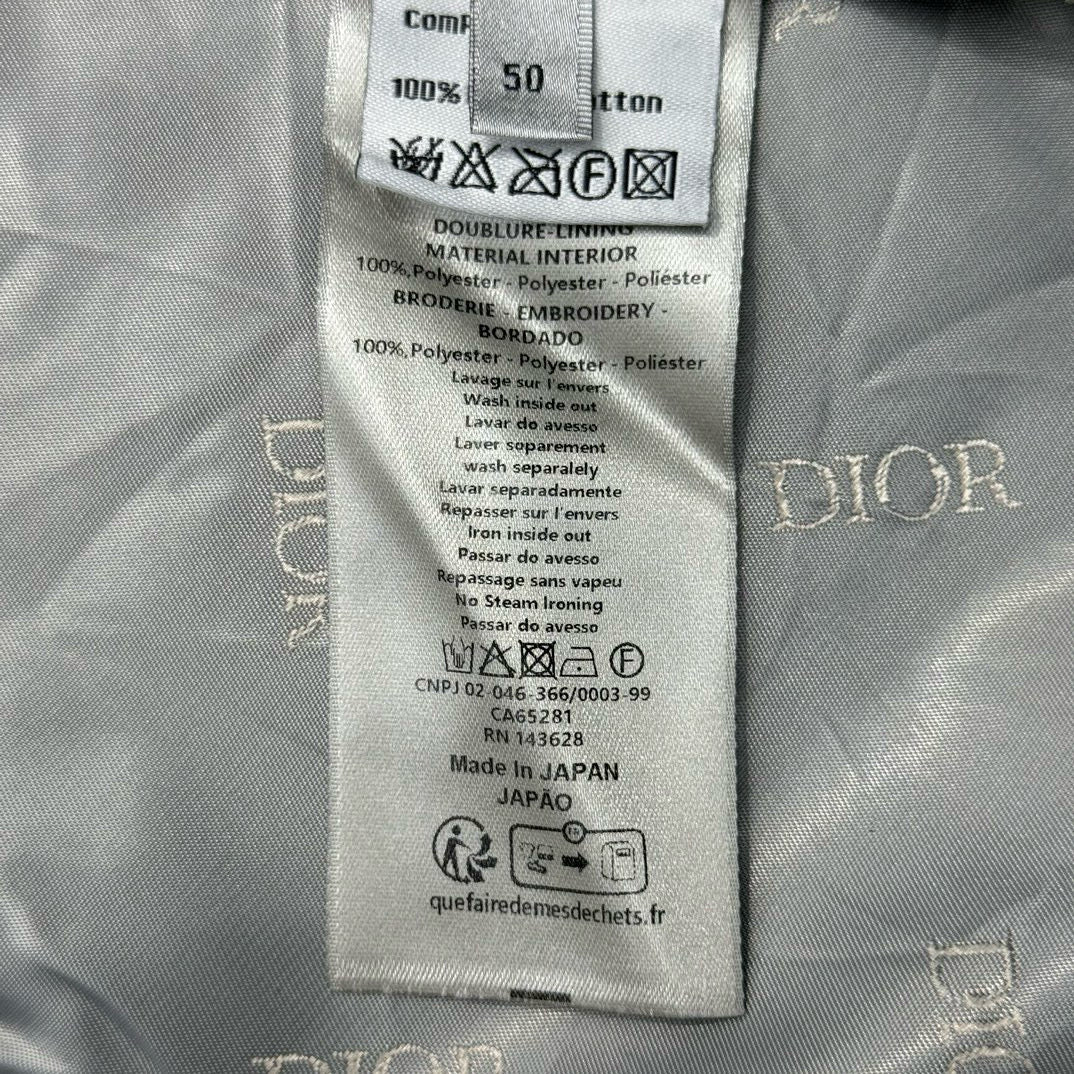 Comp
50
100% otton
DOUBLURE-LINING
MATERIAL INTERIOR
100%,Polyester - Polyester - Poliéster
BRODERIE - EMBROIDERY -
BORDADO
100%,Polyester - Polyester - Poliéster
Lavage sur l'envers
Wash inside out
Lavar do avesso
Laver soparement
wash separalely
Lavar separadamente
Repasser sur l'envers
Iron inside out
Passar do avesso
Repassage sans vapeu
No Steam Ironing
Passar do avesso
F
F
CNPJ 02-046-366/0003-99
CA65281
RN 143628
Made In JAPAN
JAPÃO
quefairedemesdechets.fr
DIOR
DIOR
DIOR
DIO